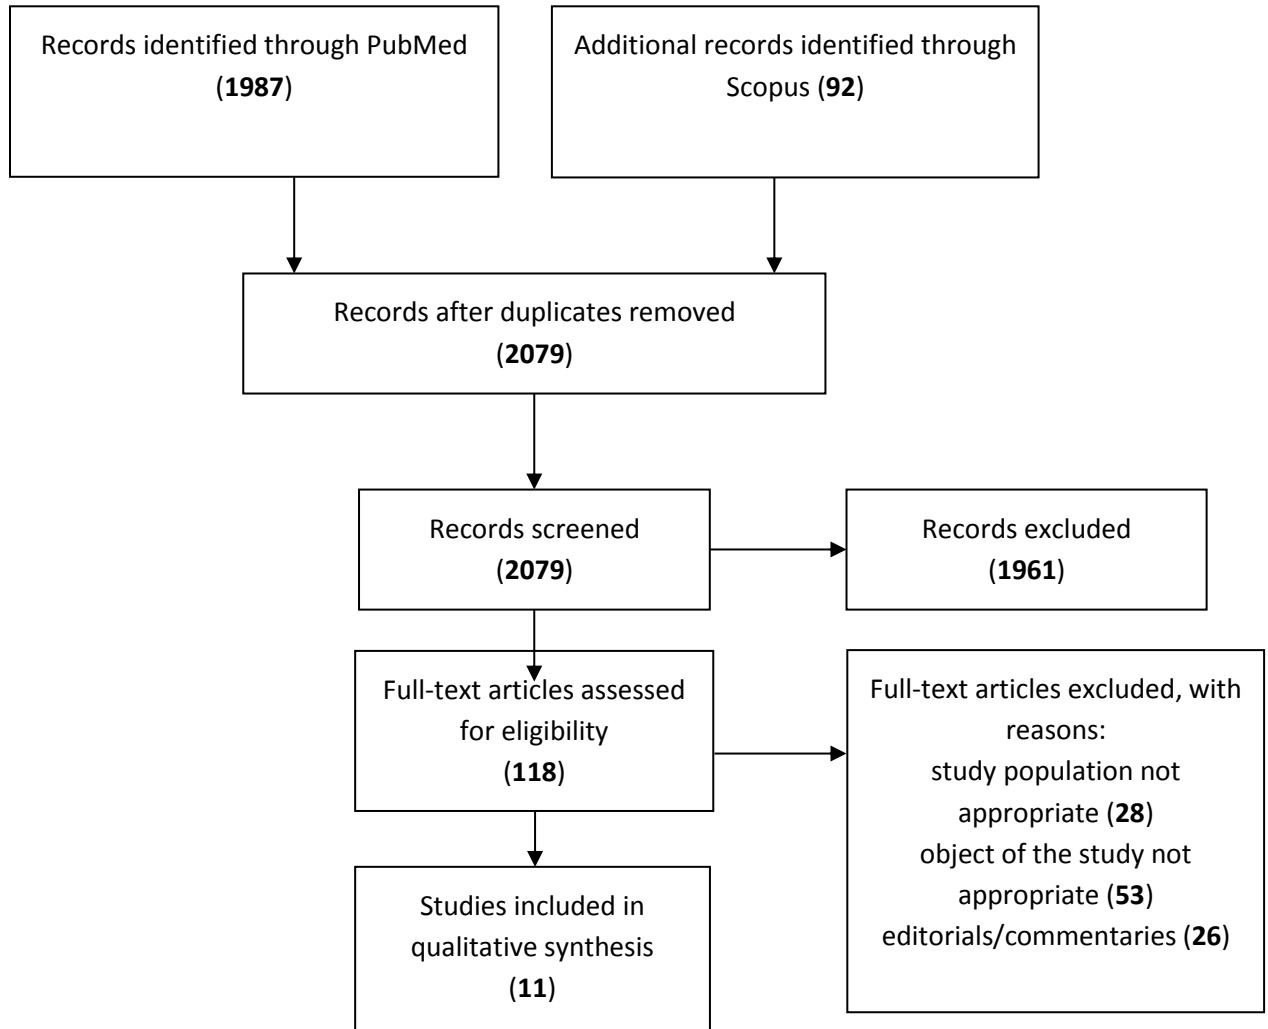 Records identified through PubMed
(1987)
Additional records identified through
Scopus (92)
Records after duplicates removed
(2079)
Records screened
(2079)
Records excluded
(1961)
Full-text articles assessed
for eligibility
(118)
Full-text articles excluded, with
reasons:
study population not
appropriate (28)
object of the study not
appropriate (53)
editorials/commentaries (26)
Studies included in
qualitative synthesis
(11)